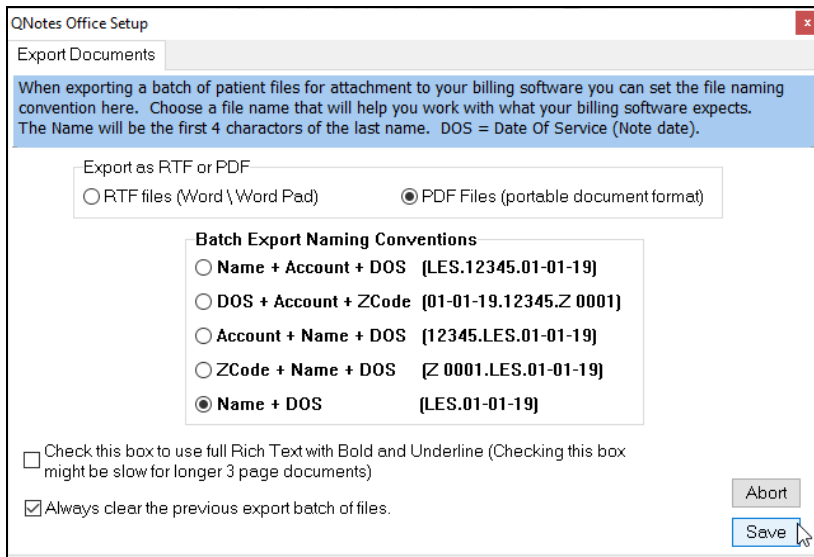 QNotes Office Setup
x
Export Documents
When exporting a batch of patient files for attachment to your billing software you can set the file naming
convention here.  Choose a file name that will help you work with what your billing software expects.
The Name will be the first 4 charactors of the last name.  DOS = Date Of Service (Note date).
Export as RTF or PDF
RTF files (Word \ Word Pad)
PDF Files (portable document format)
Batch Export Naming Conventions
Name + Account + DOS (LES.12345.01-01-19)
DOS + Account + ZCode (01-01-19.12345.Z 0001)
Account + Name + DOS (12345.LES.01-01-19)
ZCode + Name + DOS (Z 0001.LES.01-01-19)
Name + DOS (LES.01-01-19)
Check this box to use full Rich Text with Bold and Underline (Checking this box
might be slow for longer 3 page documents)
Always clear the previous export batch of files.
Abort
Save